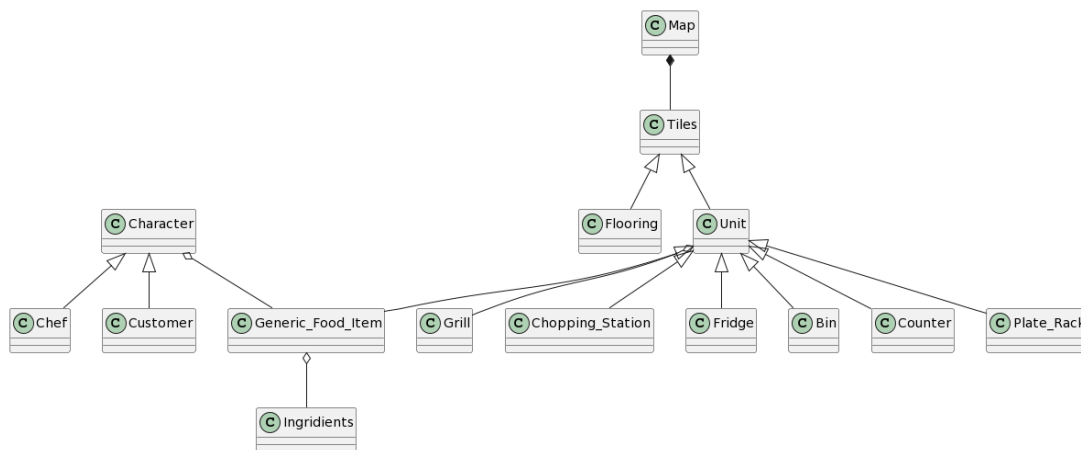 C Map
C Tiles
C Character
C Flooring
C Unit
C Chef
C Customer
C Generic_Food_Item
C Grill
C Chopping_Station
C Fridge
C Bin
C Counter
C Plate_Rack
C Ingridients